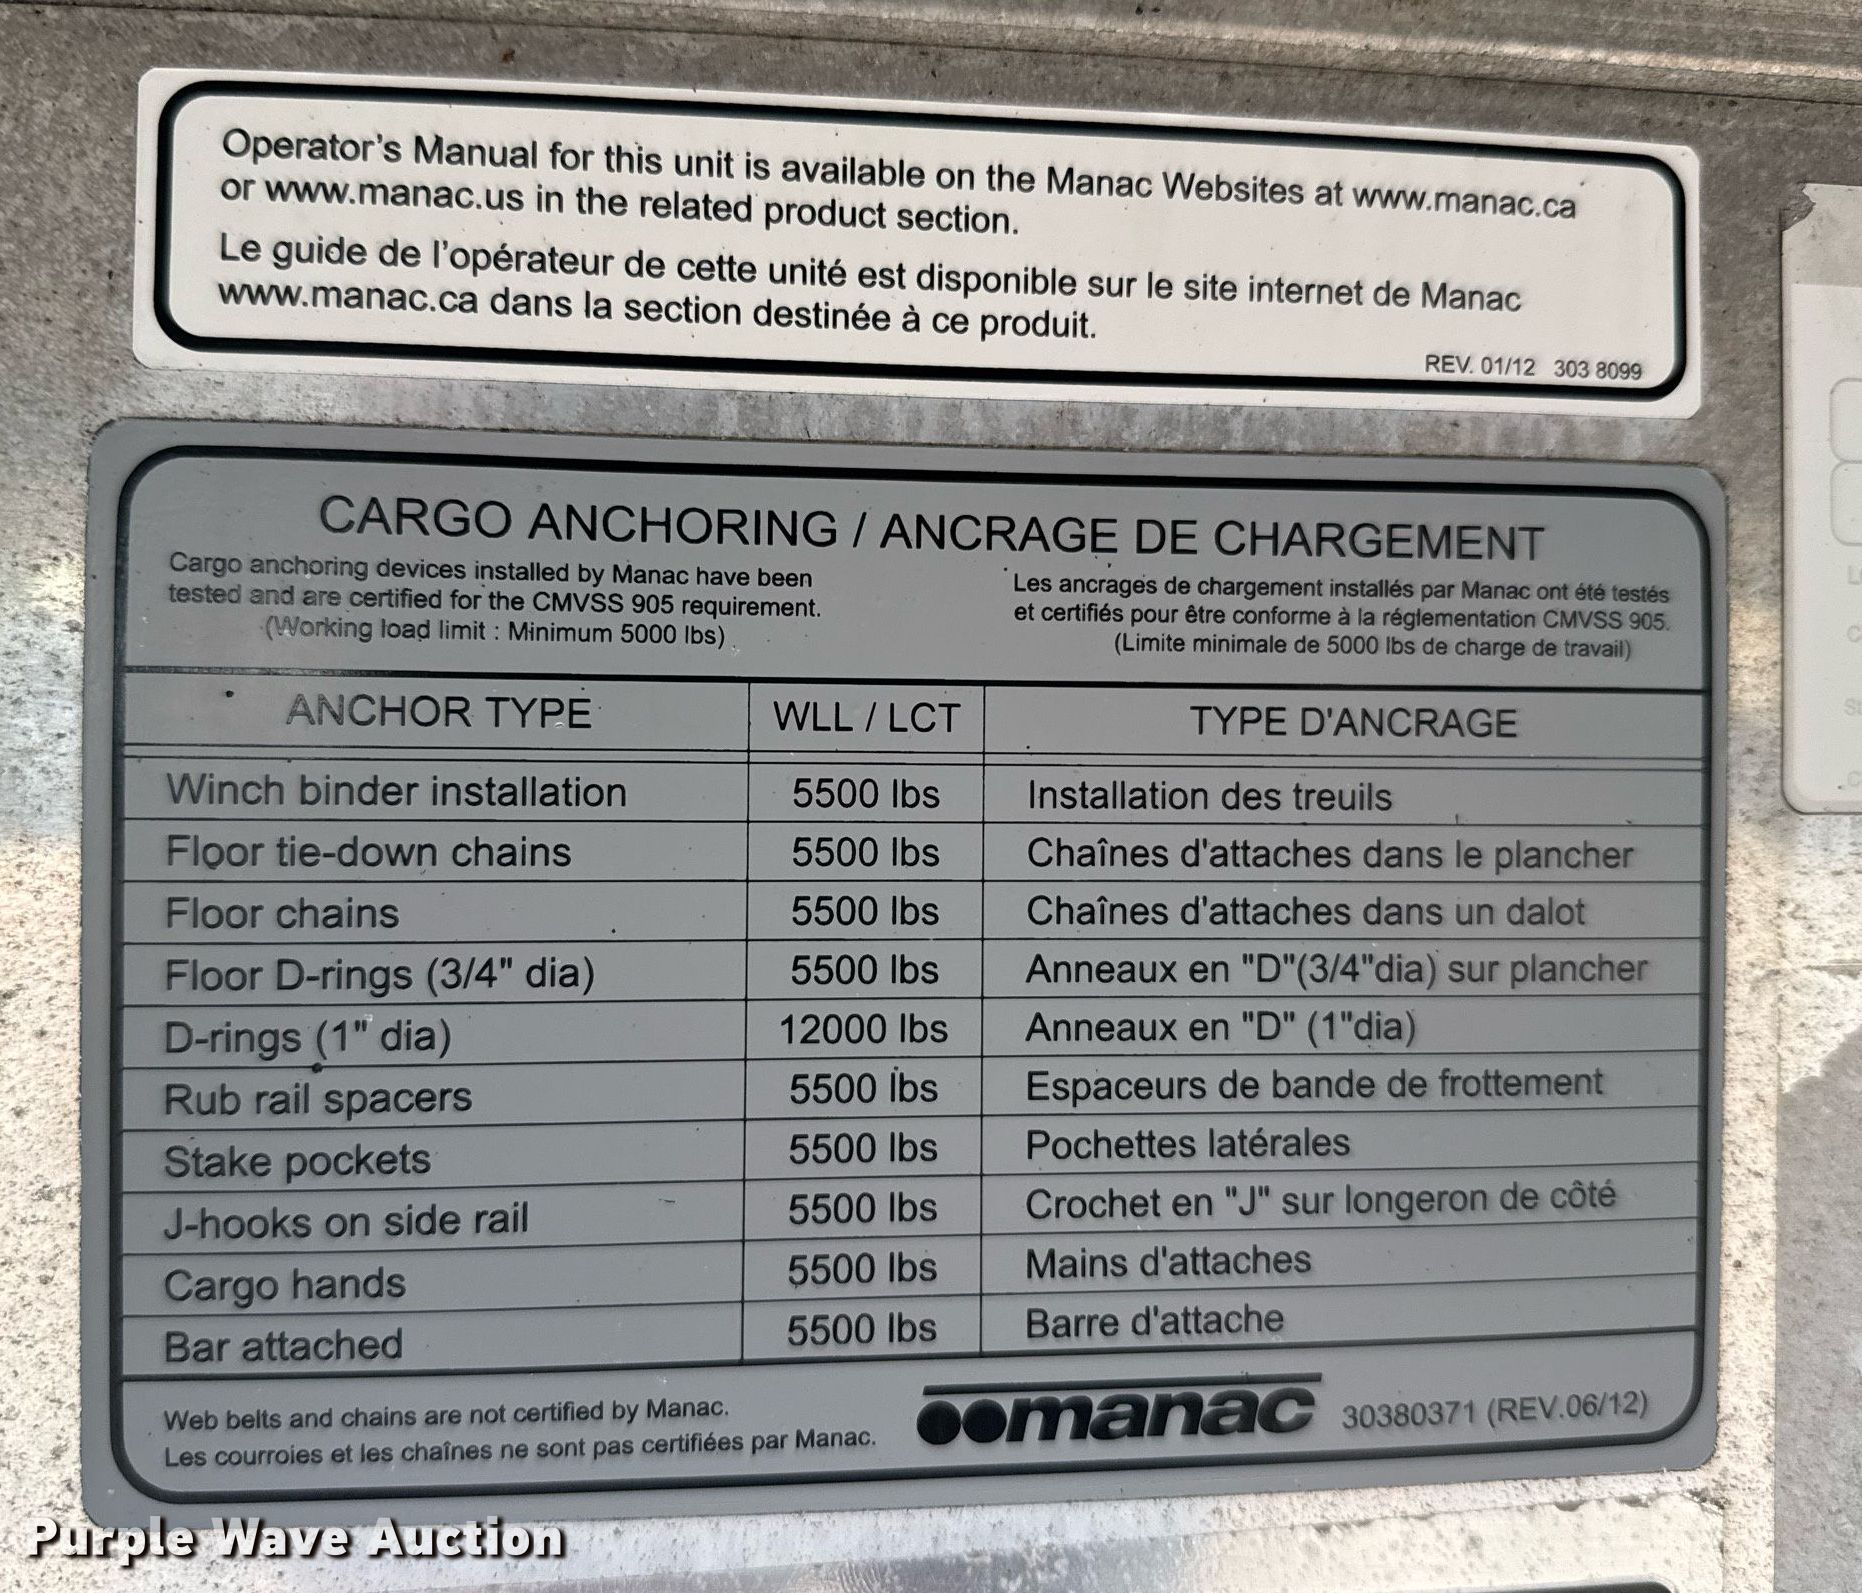 Operator's Manual for this unit is available on the Manac Websites at www.manac.ca
or www.manac.us in the related product section.
Le guide de l'opérateur de cette unité est disponible sur le site internet de Manac
www.manac.ca dans la section destinée à ce produit.
REV. 01/12 303 8099
CARGO ANCHORING / ANCRAGE DE CHARGEMENT
Cargo anchoring devices installed by Manac have been
tested and are certified for the CMVSS 905 requirement.
(Working load limit : Minimum 5000 lbs)
Les ancrages de chargement installés par Manac ont été testés
et certifiés pour être conforme à la réglementation CMVSS 905.
(Limite minimale de 5000 lbs de charge de travail)
ANCHOR TYPE WLL / LCT TYPE D'ANCRAGE
Winch binder installation 5500 lbs Installation des treuils
Floor tie-down chains 5500 lbs Chaînes d'attaches dans le plancher
Floor chains 5500 lbs Chaînes d'attaches dans un dalot
Floor D-rings (3/4" dia) 5500 lbs Anneaux en "D"(3/4"dia) sur plancher
D-rings (1" dia) 12000 lbs Anneaux en "D" (1"dia)
Rub rail spacers 5500 lbs Espaceurs de bande de frottement
Stake pockets 5500 lbs Pochettes latérales
J-hooks on side rail 5500 lbs Crochet en "J" sur longeron de côté
Cargo hands 5500 lbs Mains d'attaches
Bar attached 5500 lbs Barre d'attache
Web belts and chains are not certified by Manac.
Les courroies et les chaînes ne sont pas certifiées par Manac.
manac 30380371 (REV.06/12)
Purple Wave Auction